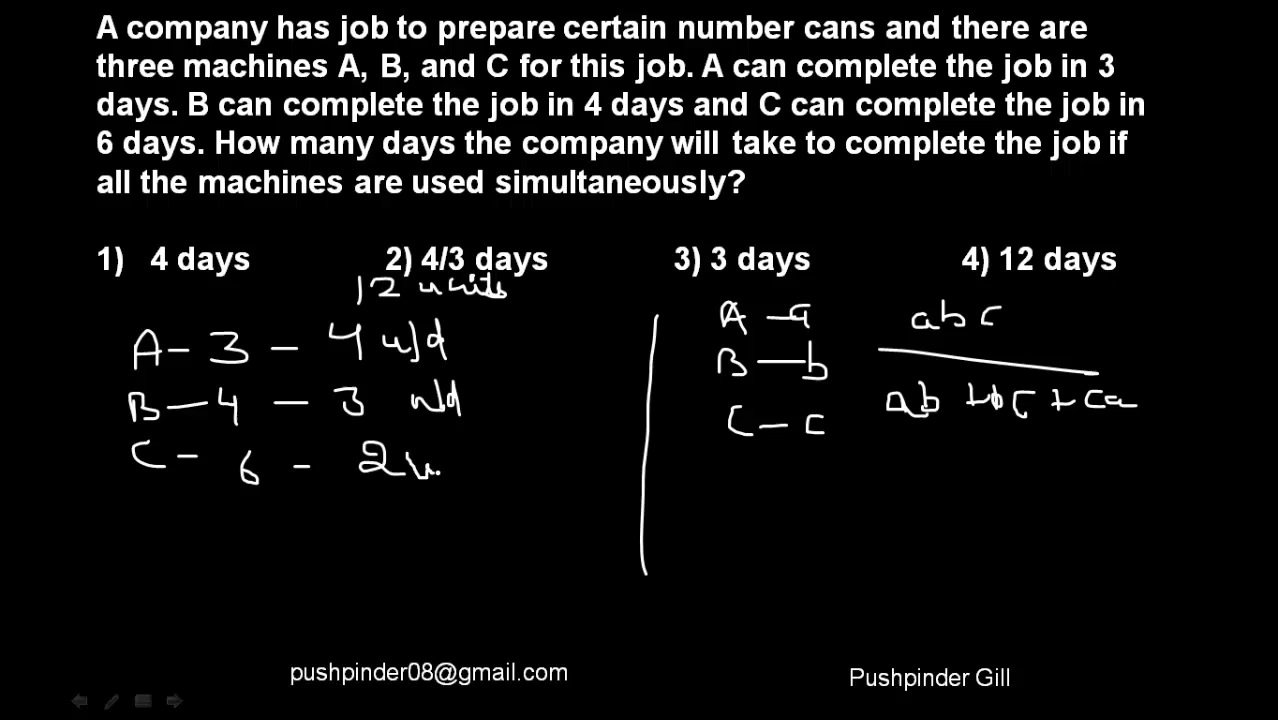 A company has job to prepare certain number cans and there are
three machines A, B, and C for this job. A can complete the job in 3
days. B can complete the job in 4 days and C can complete the job in
6 days. How many days the company will take to complete the job if
all the machines are used simultaneously?
1) 4 days 2) 4/3 days 3) 3 days 4) 12 days
12 units
A - 3 - 4 u/d
B - 4 - 3 u/d
C - 6 - 2 u
A - a
B - b
C - c
abc
ab + bc + ca
pushpinder08@gmail.com
Pushpinder Gill